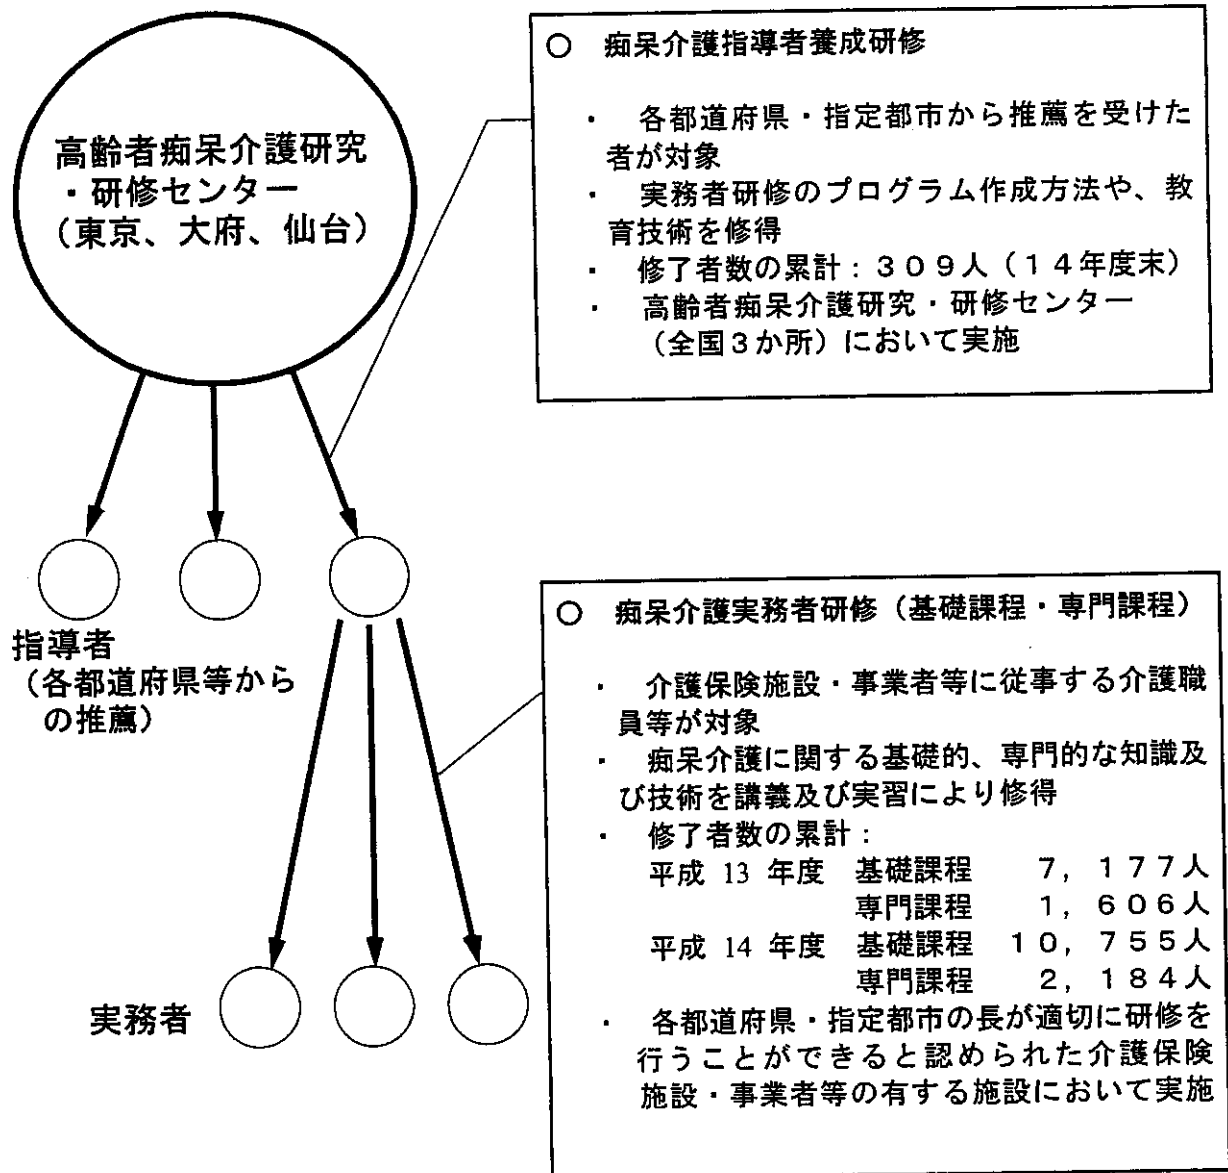 高齢者痴呆介護研究
・研修センター
（東京、大府、仙台）
○　痴呆介護指導者養成研修
・　各都道府県・指定都市から推薦を受けた
者が対象
・　実務者研修のプログラム作成方法や、教
育技術を修得
・　修了者数の累計：３０９人（１４年度末）
・　高齢者痴呆介護研究・研修センター
（全国３か所）において実施
指導者
（各都道府県等から
の推薦）
○　痴呆介護実務者研修（基礎課程・専門課程）
・　介護保険施設・事業者等に従事する介護職
員等が対象
・　痴呆介護に関する基礎的、専門的な知識及
び技術を講義及び実習により修得
・　修了者数の累計：
平成 13 年度　基礎課程　　７，１７７人
専門課程　　１，６０６人
平成 14 年度　基礎課程　１０，７５５人
専門課程　　２，１８４人
・　各都道府県・指定都市の長が適切に研修を
行うことができると認められた介護保険
施設・事業者等の有する施設において実施
実務者